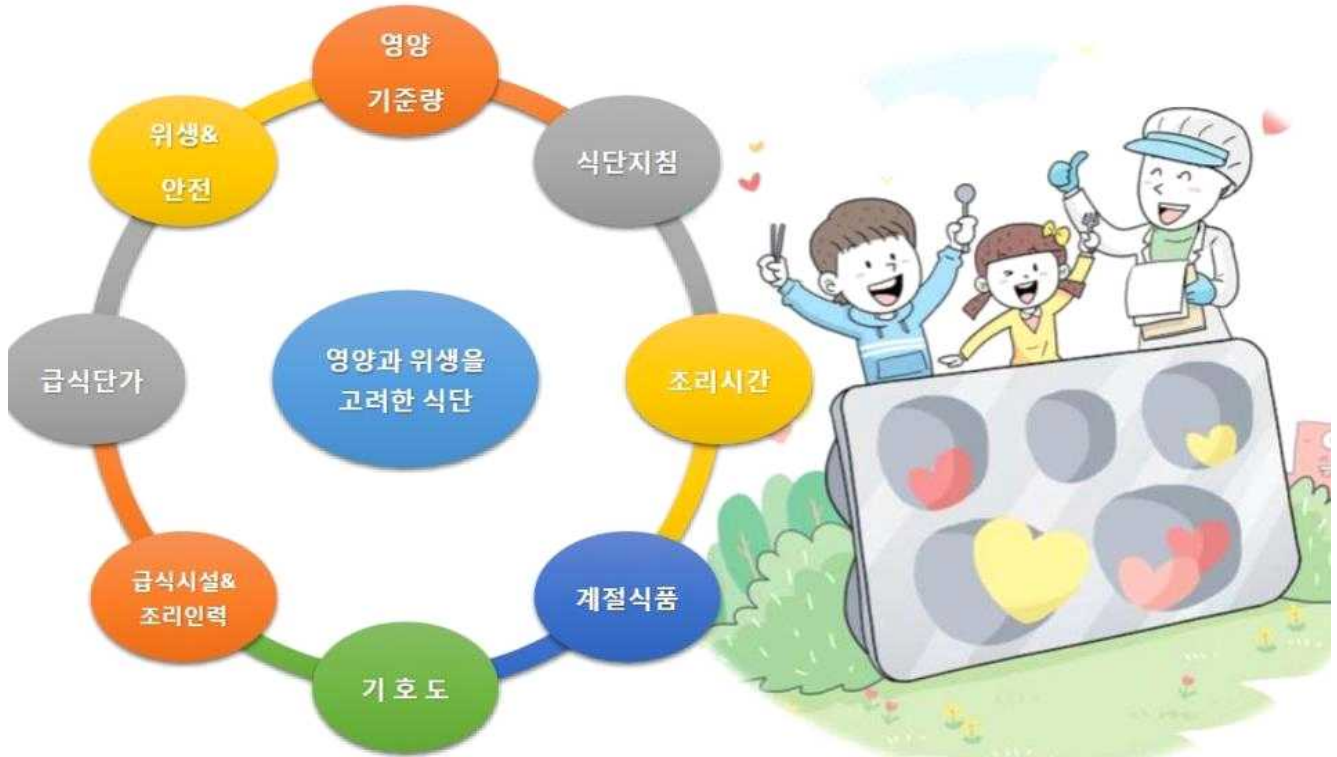 영양
기준량
식단지침
조리시간
계절식품
기 호 도
급식시설&
조리인력
급식단가
위생&
안전
영양과 위생을
고려한 식단